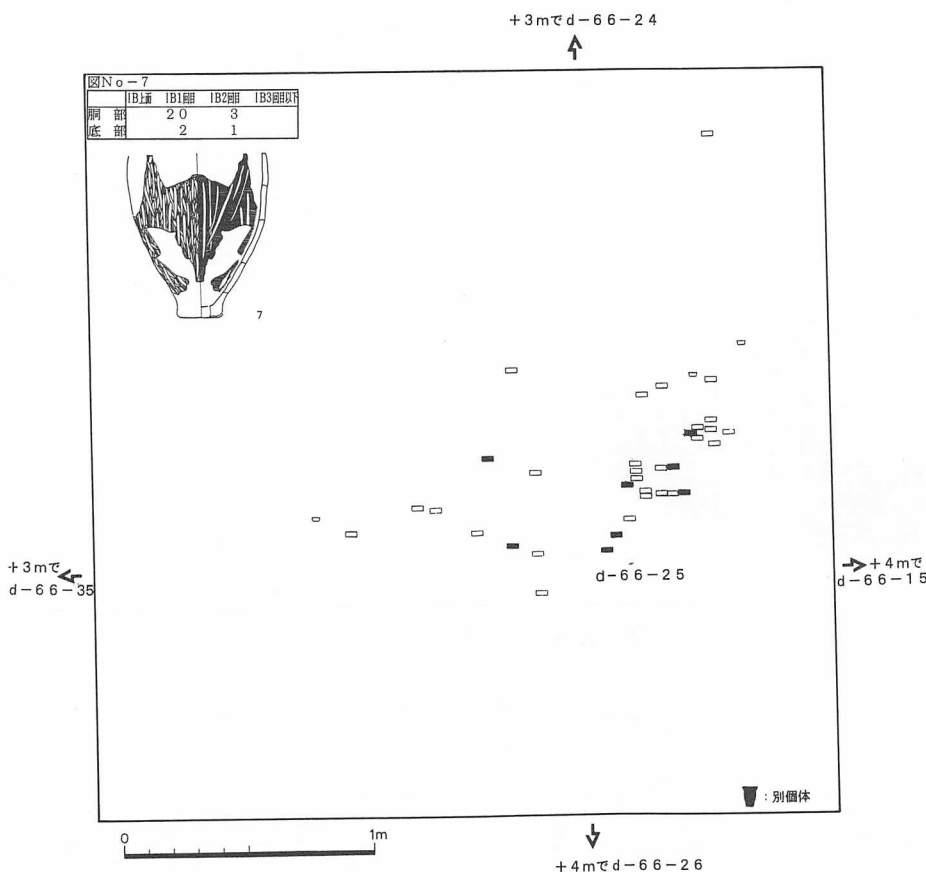 +3mでd-66-24
図No-7
IB上面 IB1回目 IB2回目 IB3回目以下
胴部 20 3
底部 2 1
7
+3mで
d-66-35
d-66-25
+4mで
d-66-15
:別個体
0 1m
+4mでd-66-26